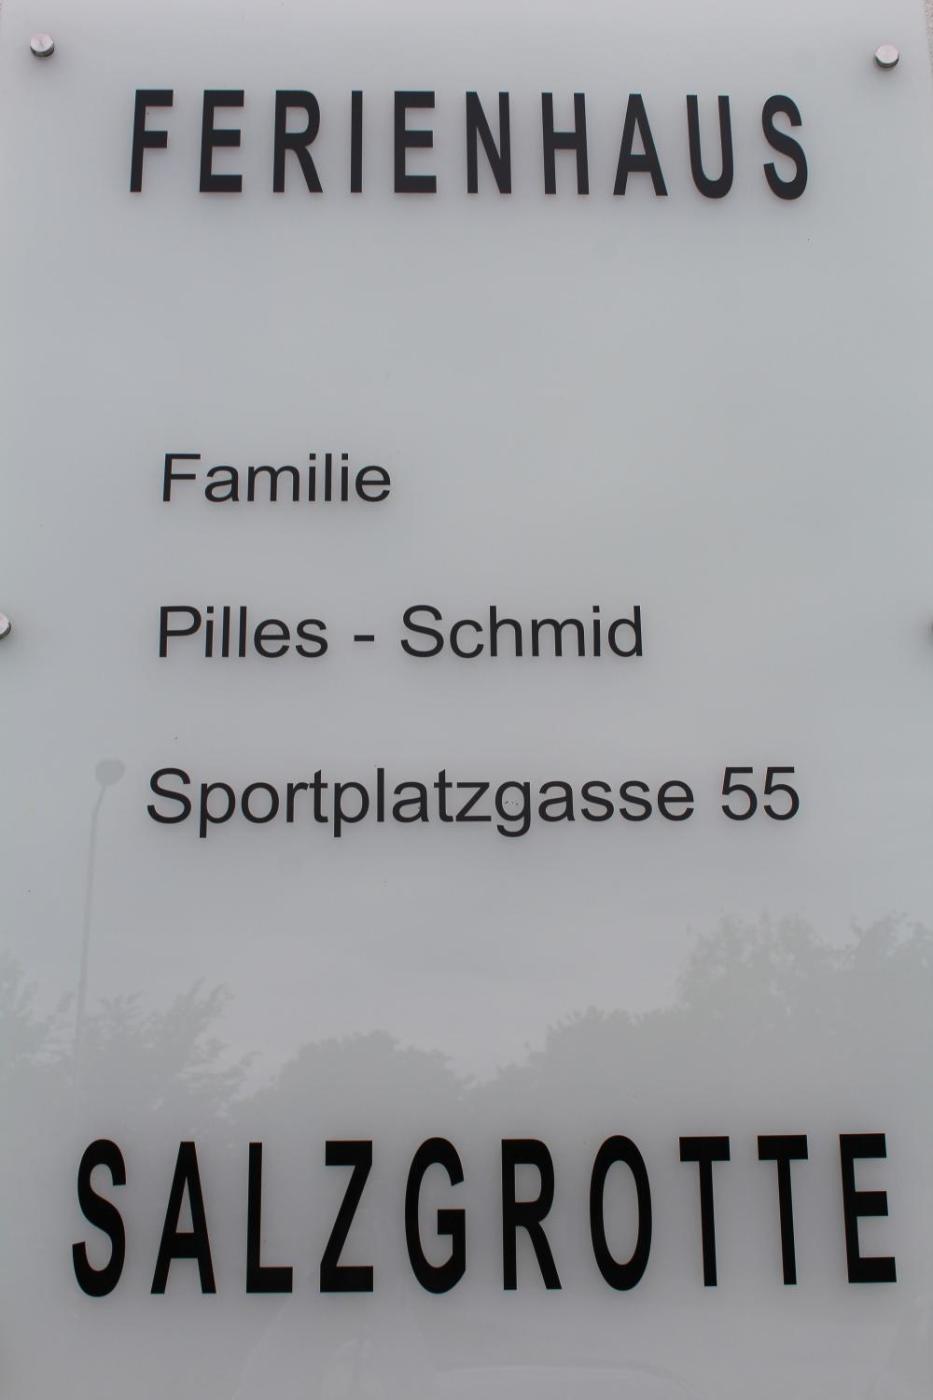 FERIENHAUS
Familie
Pilles - Schmid
Sportplatzgasse 55
SALZGROTTE